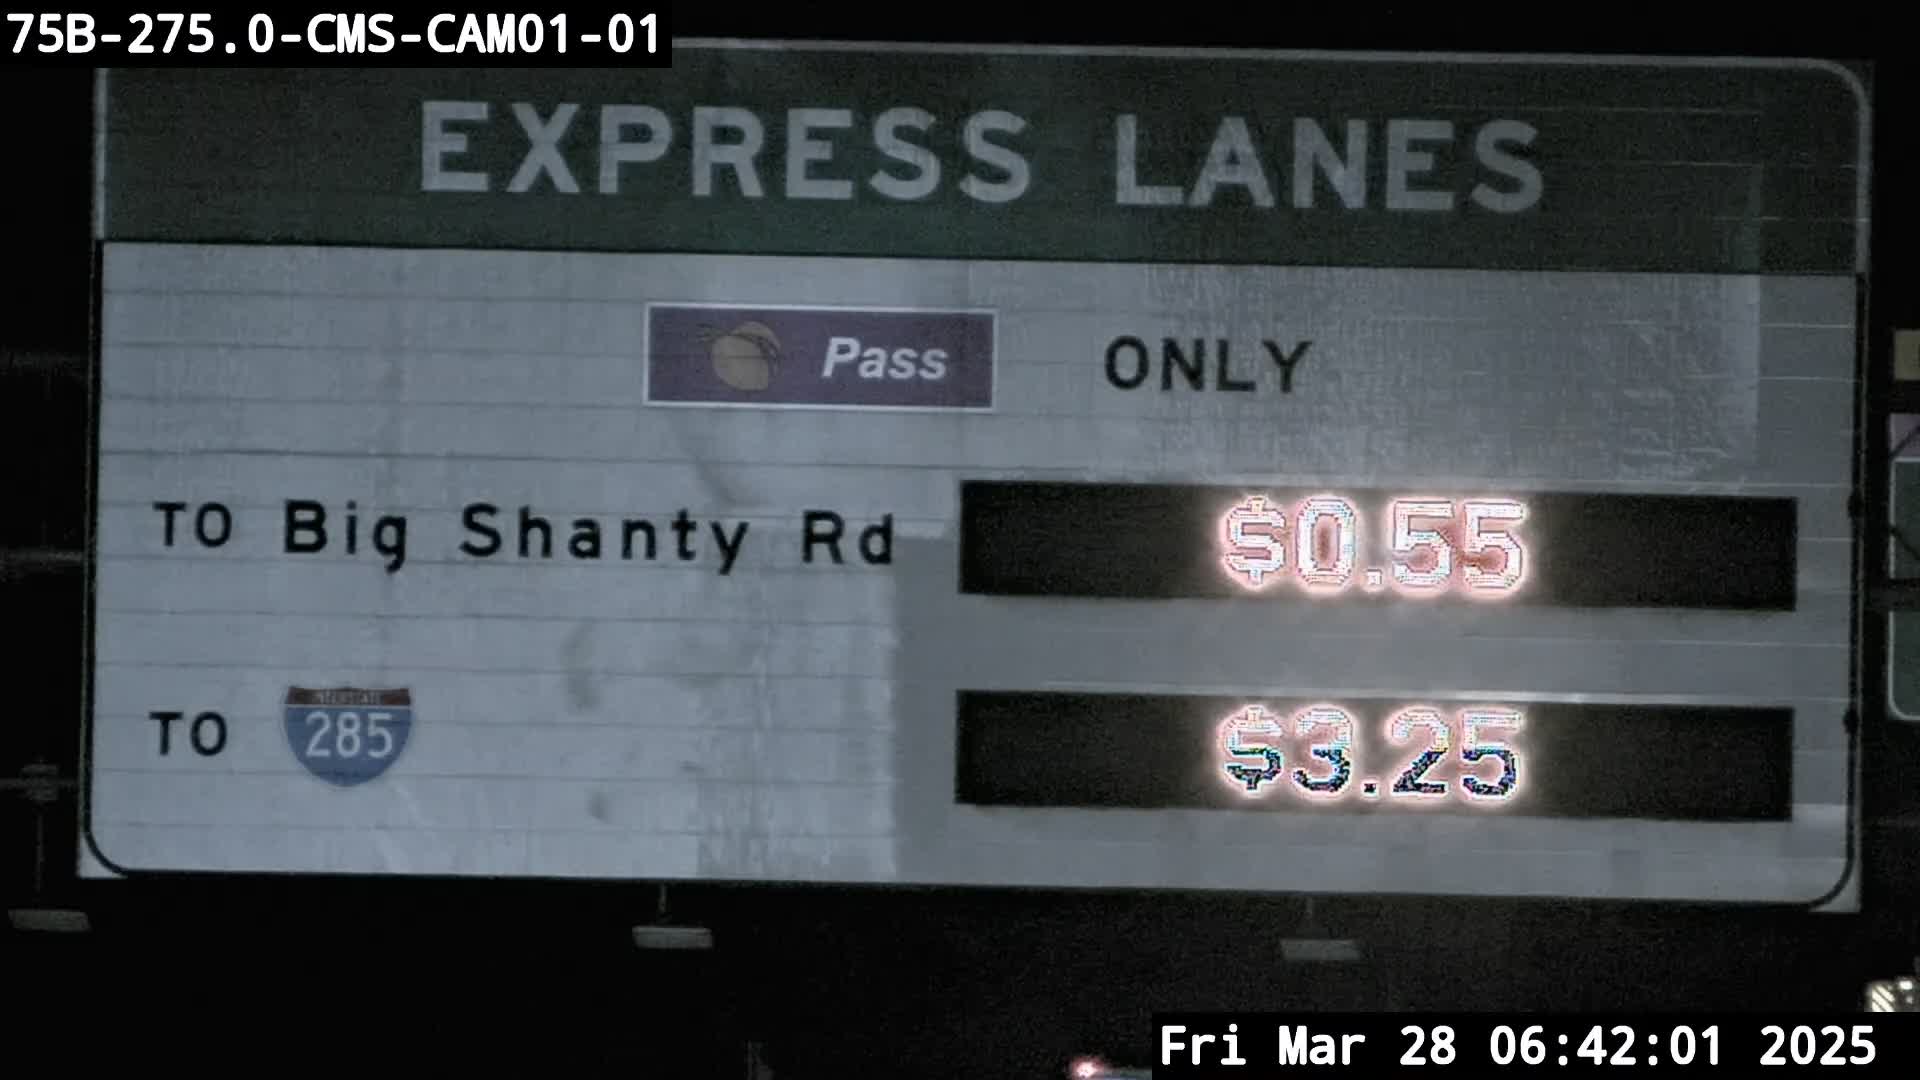 75B-275.0-CMS-CAM01-01
EXPRESS LANES
Pass ONLY
TO Big Shanty Rd $0.55
INTERSTATE
TO 285 $3.25
Fri Mar 28 06:42:01 2025